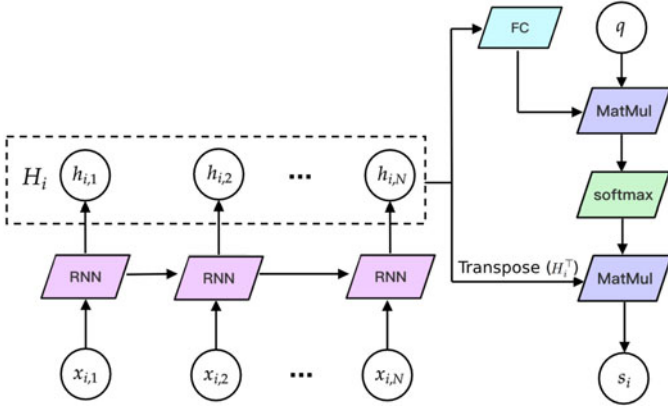 FC
q
MatMul
H_i
h_{i,1}
h_{i,2}
...
h_{i,N}
softmax
RNN
RNN
RNN
Transpose (H_i^⊤)
MatMul
x_{i,1}
x_{i,2}
...
x_{i,N}
s_i